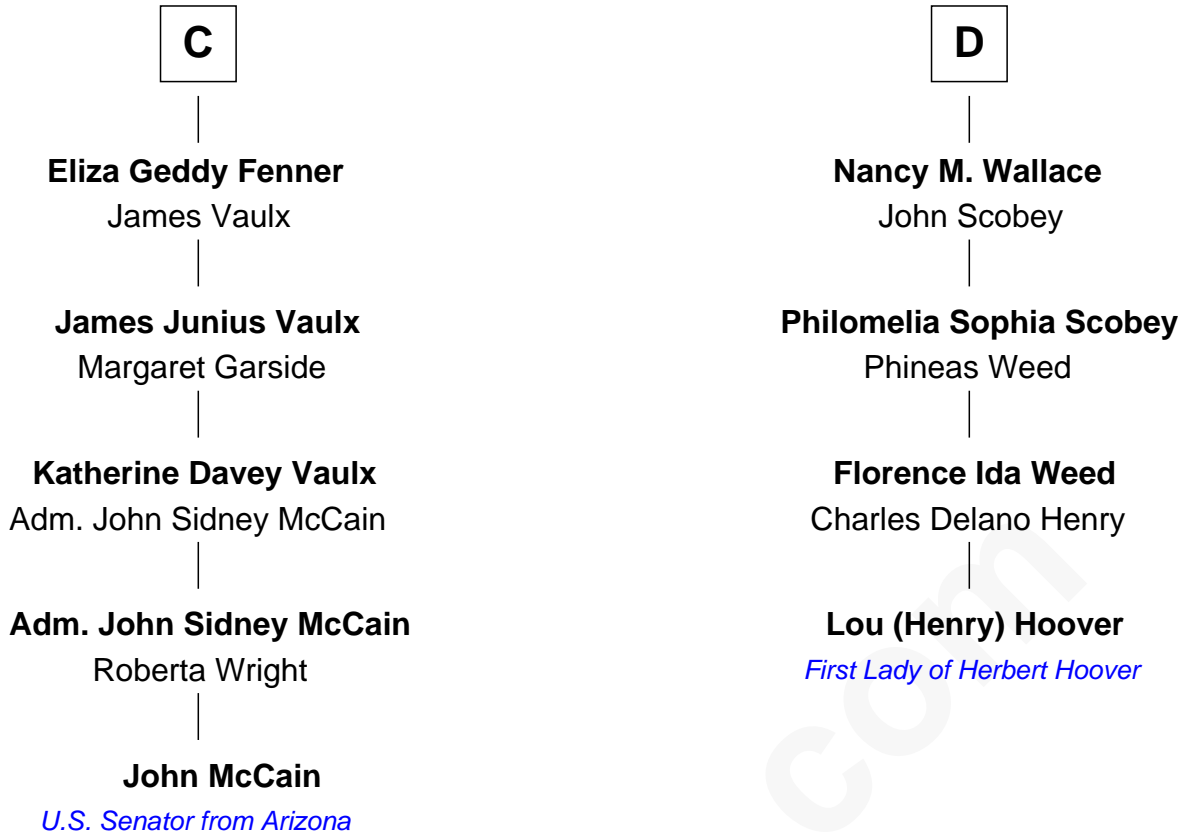 C
Eliza Geddy Fenner
James Vaulx
James Junius Vaulx
Margaret Garside
Katherine Davey Vaulx
Adm. John Sidney McCain
Adm. John Sidney McCain
Roberta Wright
John McCain
U.S. Senator from Arizona
D
Nancy M. Wallace
John Scobey
Philomelia Sophia Scobey
Phineas Weed
Florence Ida Weed
Charles Delano Henry
Lou (Henry) Hoover
First Lady of Herbert Hoover
com